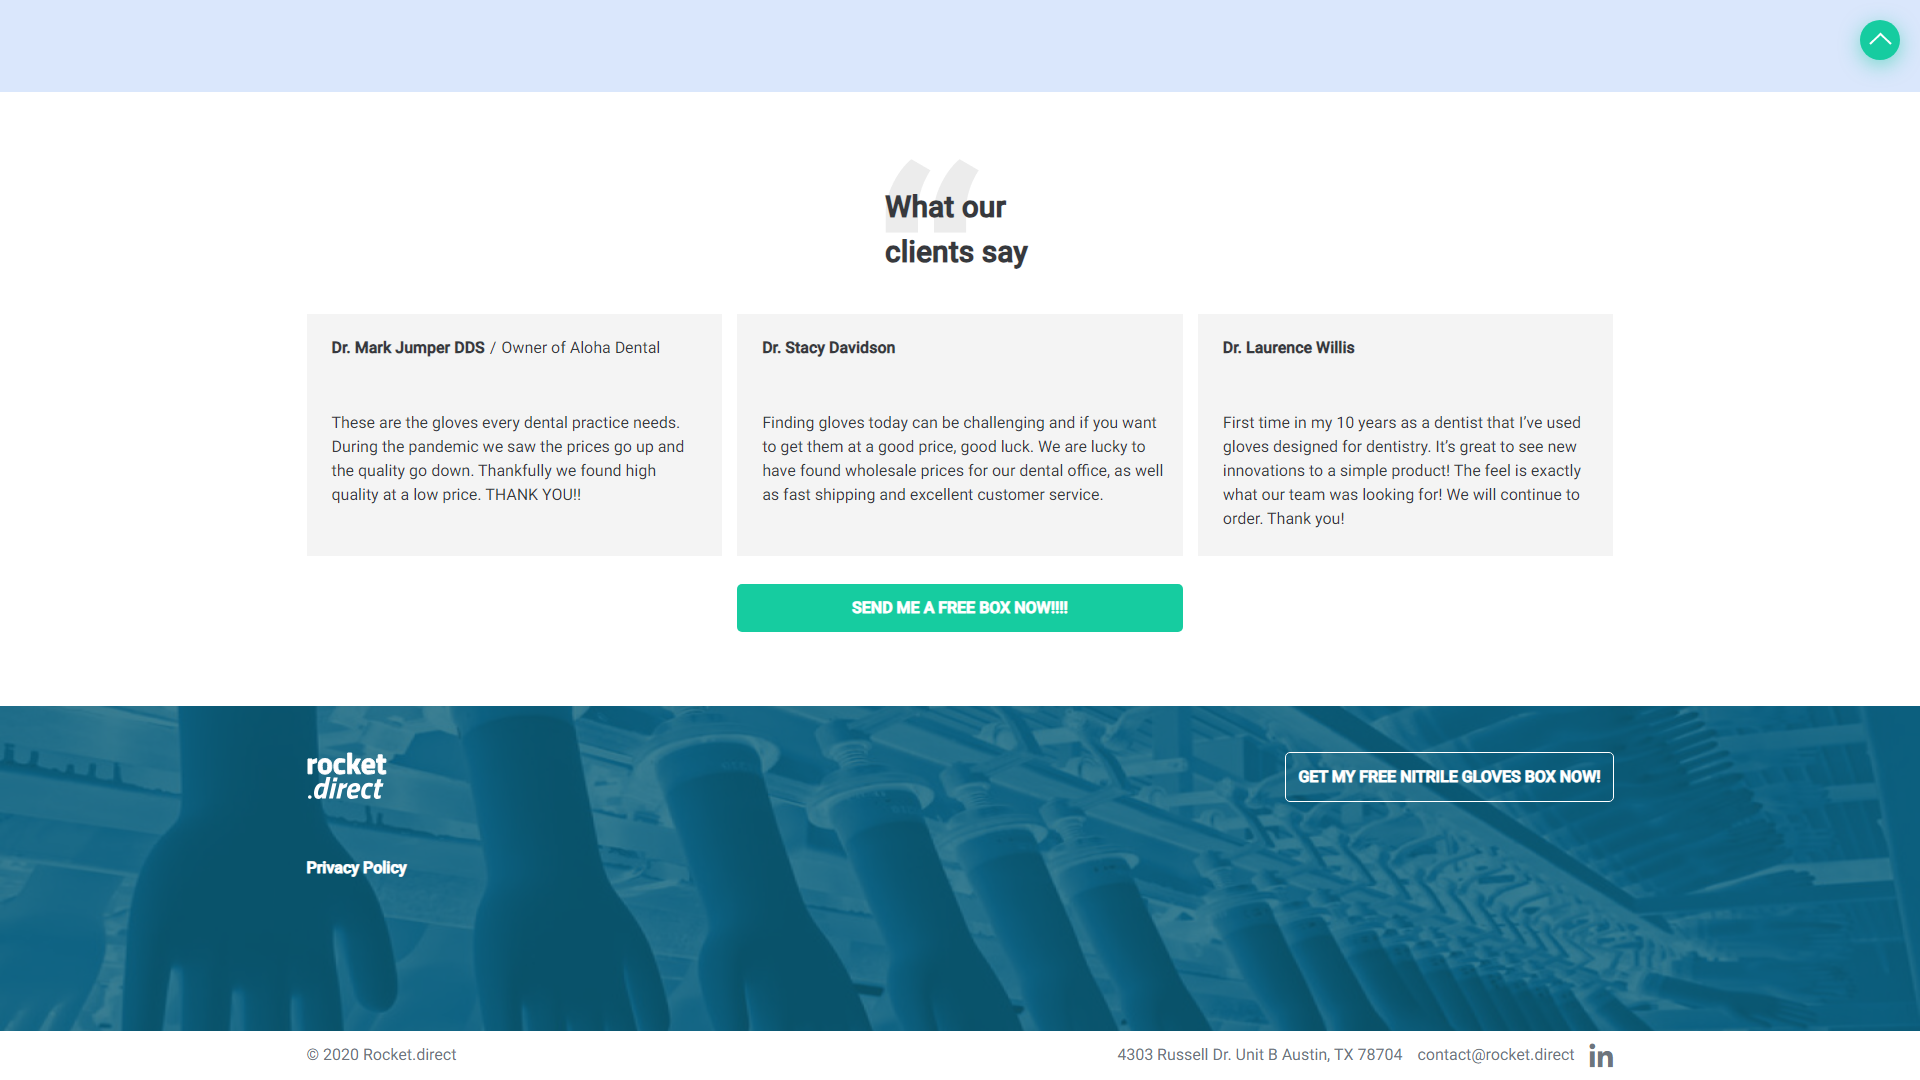 What our
clients say
Dr. Mark Jumper DDS / Owner of Aloha Dental
These are the gloves every dental practice needs.
During the pandemic we saw the prices go up and
the quality go down. Thankfully we found high
quality at a low price. THANK YOU!!
Dr. Stacy Davidson
Finding gloves today can be challenging and if you want
to get them at a good price, good luck. We are lucky to
have found wholesale prices for our dental office, as well
as fast shipping and excellent customer service.
Dr. Laurence Willis
First time in my 10 years as a dentist that I’ve used
gloves designed for dentistry. It’s great to see new
innovations to a simple product! The feel is exactly
what our team was looking for! We will continue to
order. Thank you!
SEND ME A FREE BOX NOW!!!!
rocket
.direct
GET MY FREE NITRILE GLOVES BOX NOW!
Privacy Policy
© 2020 Rocket.direct
4303 Russell Dr. Unit B Austin, TX 78704 contact@rocket.direct in